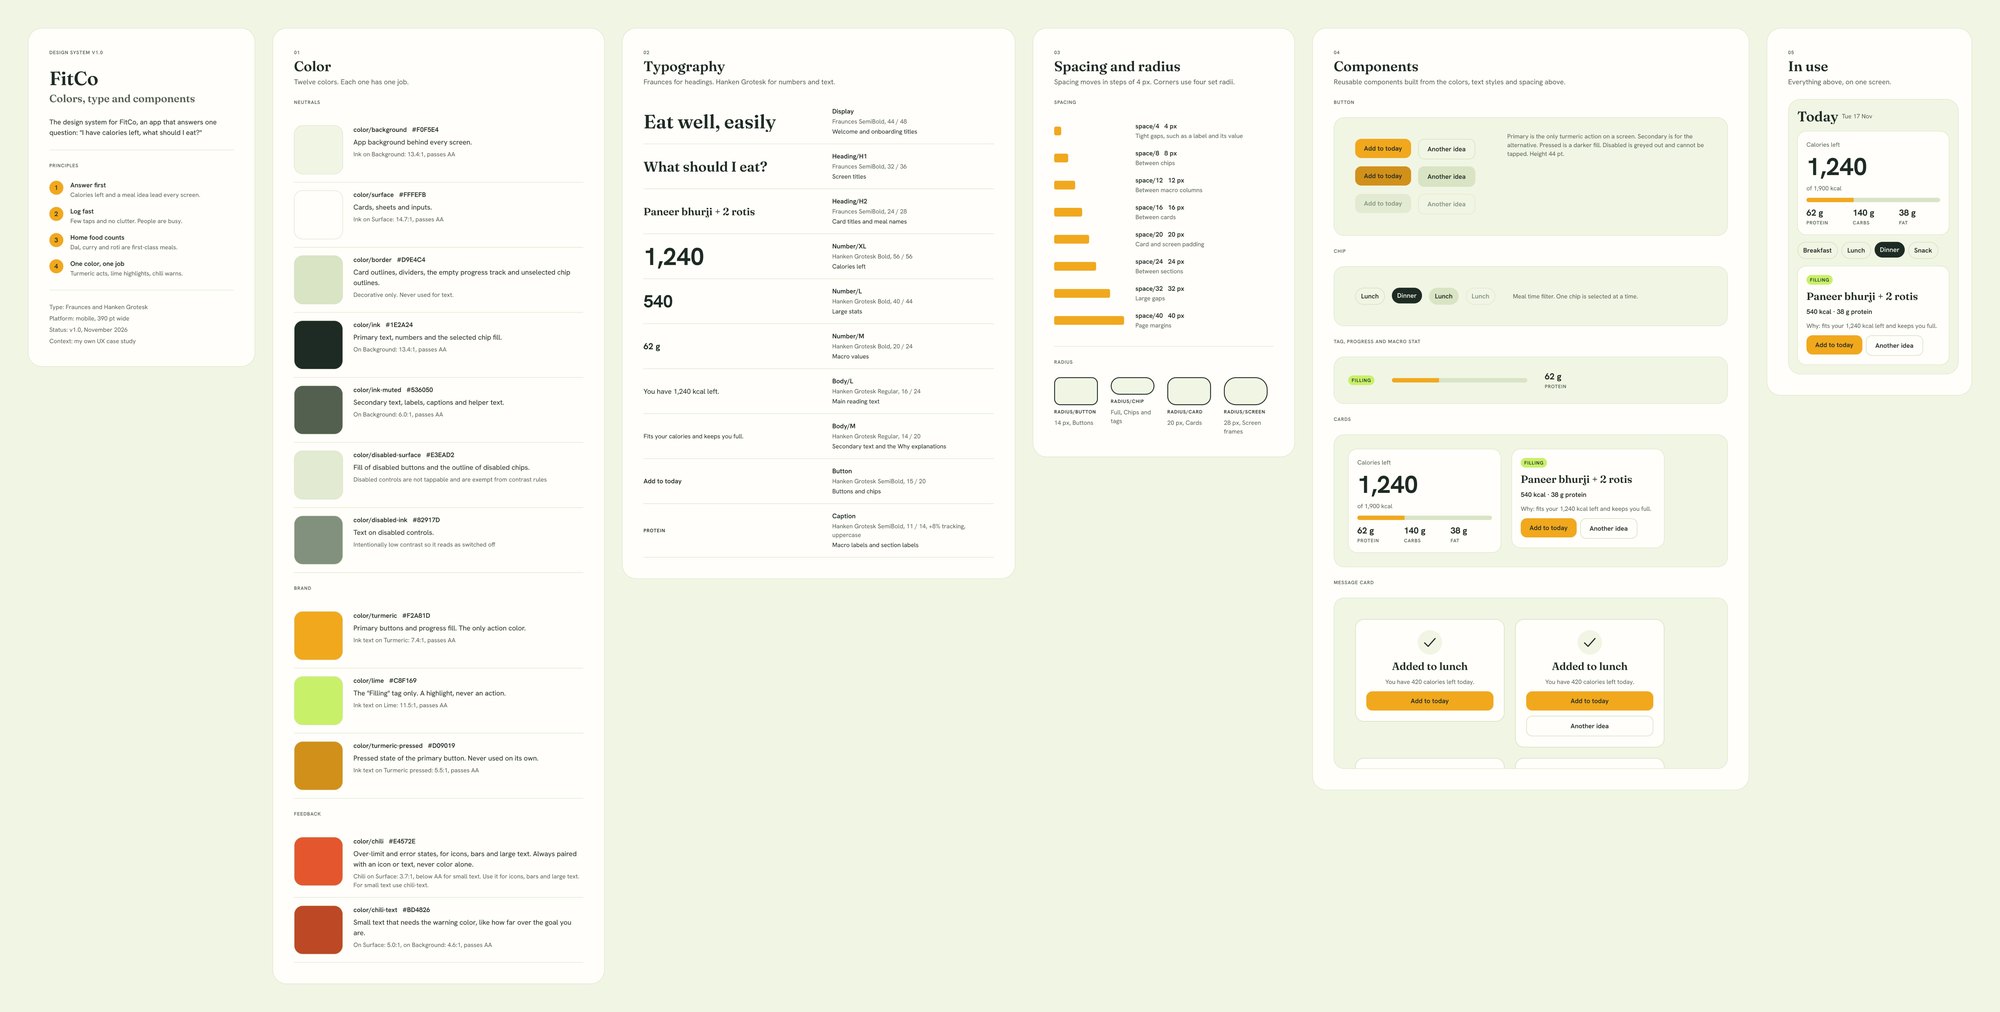 DESIGN SYSTEM V1.0
FitCo
Colors, type and components
The design system for FitCo, an app that answers one
question: "I have calories left, what should I eat?"
PRINCIPLES
1
Answer first
Calories left and a meal idea lead every screen.
2
Log fast
Few taps and no clutter. People are busy.
3
Home food counts
Dal, curry and roti are first-class meals.
4
One color, one job
Turmeric acts, lime highlights, chili warns.
Type: Fraunces and Hanken Grotesk
Platform: mobile, 390 pt wide
Status: v1.0, November 2026
Context: my own UX case study
01
Color
Twelve colors. Each one has one job.
NEUTRALS
color/background #F0F5E4
App background behind every screen.
Ink on Background: 13.4:1, passes AA
color/surface #FFFEFB
Cards, sheets and inputs.
Ink on Surface: 14.7:1, passes AA
color/border #D9E4C4
Card outlines, dividers, the empty progress track and unselected chip
outlines.
Decorative only. Never used for text.
color/ink #1E2A24
Primary text, numbers and the selected chip fill.
On Background: 13.4:1, passes AA
color/ink-muted #536050
Secondary text, labels, captions and helper text.
On Background: 6.0:1, passes AA
color/disabled-surface #E3EAD2
Fill of disabled buttons and the outline of disabled chips.
Disabled controls are not tappable and are exempt from contrast rules
color/disabled-ink #82917D
Text on disabled controls.
Intentionally low contrast so it reads as switched off
BRAND
color/turmeric #F2A81D
Primary buttons and progress fill. The only action color.
Ink text on Turmeric: 7.4:1, passes AA
color/lime #C8F169
The "Filling" tag only. A highlight, never an action.
Ink text on Lime: 11.5:1, passes AA
color/turmeric-pressed #D09019
Pressed state of the primary button. Never used on its own.
Ink text on Turmeric pressed: 5.5:1, passes AA
FEEDBACK
color/chili #E4572E
Over-limit and error states, for icons, bars and large text. Always paired
with an icon or text, never color alone.
Chili on Surface: 3.7:1, below AA for small text. Use it for icons, bars and large text.
For small text use chili-text.
color/chili-text #BD4826
Small text that needs the warning color, like how far over the goal you
are.
On Surface: 5.0:1, on Background: 4.6:1, passes AA
02
Typography
Fraunces for headings. Hanken Grotesk for numbers and text.
Eat well, easily
Display
Fraunces SemiBold, 44 / 48
Welcome and onboarding titles
What should I eat?
Heading/H1
Fraunces SemiBold, 32 / 36
Screen titles
Paneer bhurji + 2 rotis
Heading/H2
Fraunces SemiBold, 24 / 28
Card titles and meal names
1,240
Number/XL
Hanken Grotesk Bold, 56 / 56
Calories left
540
Number/L
Hanken Grotesk Bold, 40 / 44
Large stats
62 g
Number/M
Hanken Grotesk Bold, 20 / 24
Macro values
You have 1,240 kcal left.
Body/L
Hanken Grotesk Regular, 16 / 24
Main reading text
Fits your calories and keeps you full.
Body/M
Hanken Grotesk Regular, 14 / 20
Secondary text and the Why explanations
Add to today
Button
Hanken Grotesk SemiBold, 15 / 20
Buttons and chips
PROTEIN
Caption
Hanken Grotesk SemiBold, 11 / 14, +8% tracking,
uppercase
Macro labels and section labels
03
Spacing and radius
Spacing moves in steps of 4 px. Corners use four set radii.
SPACING
space/4 4 px
Tight gaps, such as a label and its value
space/8 8 px
Between chips
space/12 12 px
Between macro columns
space/16 16 px
Between cards
space/20 20 px
Card and screen padding
space/24 24 px
Between sections
space/32 32 px
Large gaps
space/40 40 px
Page margins
RADIUS
RADIUS/BUTTON
14 px, Buttons
RADIUS/CHIP
Full, Chips and
tags
RADIUS/CARD
20 px, Cards
RADIUS/SCREEN
28 px, Screen
frames
04
Components
Reusable components built from the colors, text styles and spacing above.
BUTTON
Add to today
Another idea
Add to today
Another idea
Add to today
Another idea
Primary is the only turmeric action on a screen. Secondary is for the
alternative. Pressed is a darker fill. Disabled is greyed out and cannot be
tapped. Height 44 pt.
CHIP
Lunch
Dinner
Lunch
Lunch
Meal time filter. One chip is selected at a time.
TAG, PROGRESS AND MACRO STAT
FILLING
62 g
PROTEIN
CARDS
Calories left
1,240
of 1,900 kcal
62 g 140 g 38 g
PROTEIN CARBS FAT
FILLING
Paneer bhurji + 2 rotis
540 kcal · 38 g protein
Why: fits your 1,240 kcal left and keeps you full.
Add to today
Another idea
MESSAGE CARD
Added to lunch
You have 420 calories left today.
Add to today
Added to lunch
You have 420 calories left today.
Add to today
Another idea
05
In use
Everything above, on one screen.
Today Tue 17 Nov
Calories left
1,240
of 1,900 kcal
62 g 140 g 38 g
PROTEIN CARBS FAT
Breakfast
Lunch
Dinner
Snack
FILLING
Paneer bhurji + 2 rotis
540 kcal · 38 g protein
Why: fits your 1,240 kcal left and keeps you full.
Add to today
Another idea